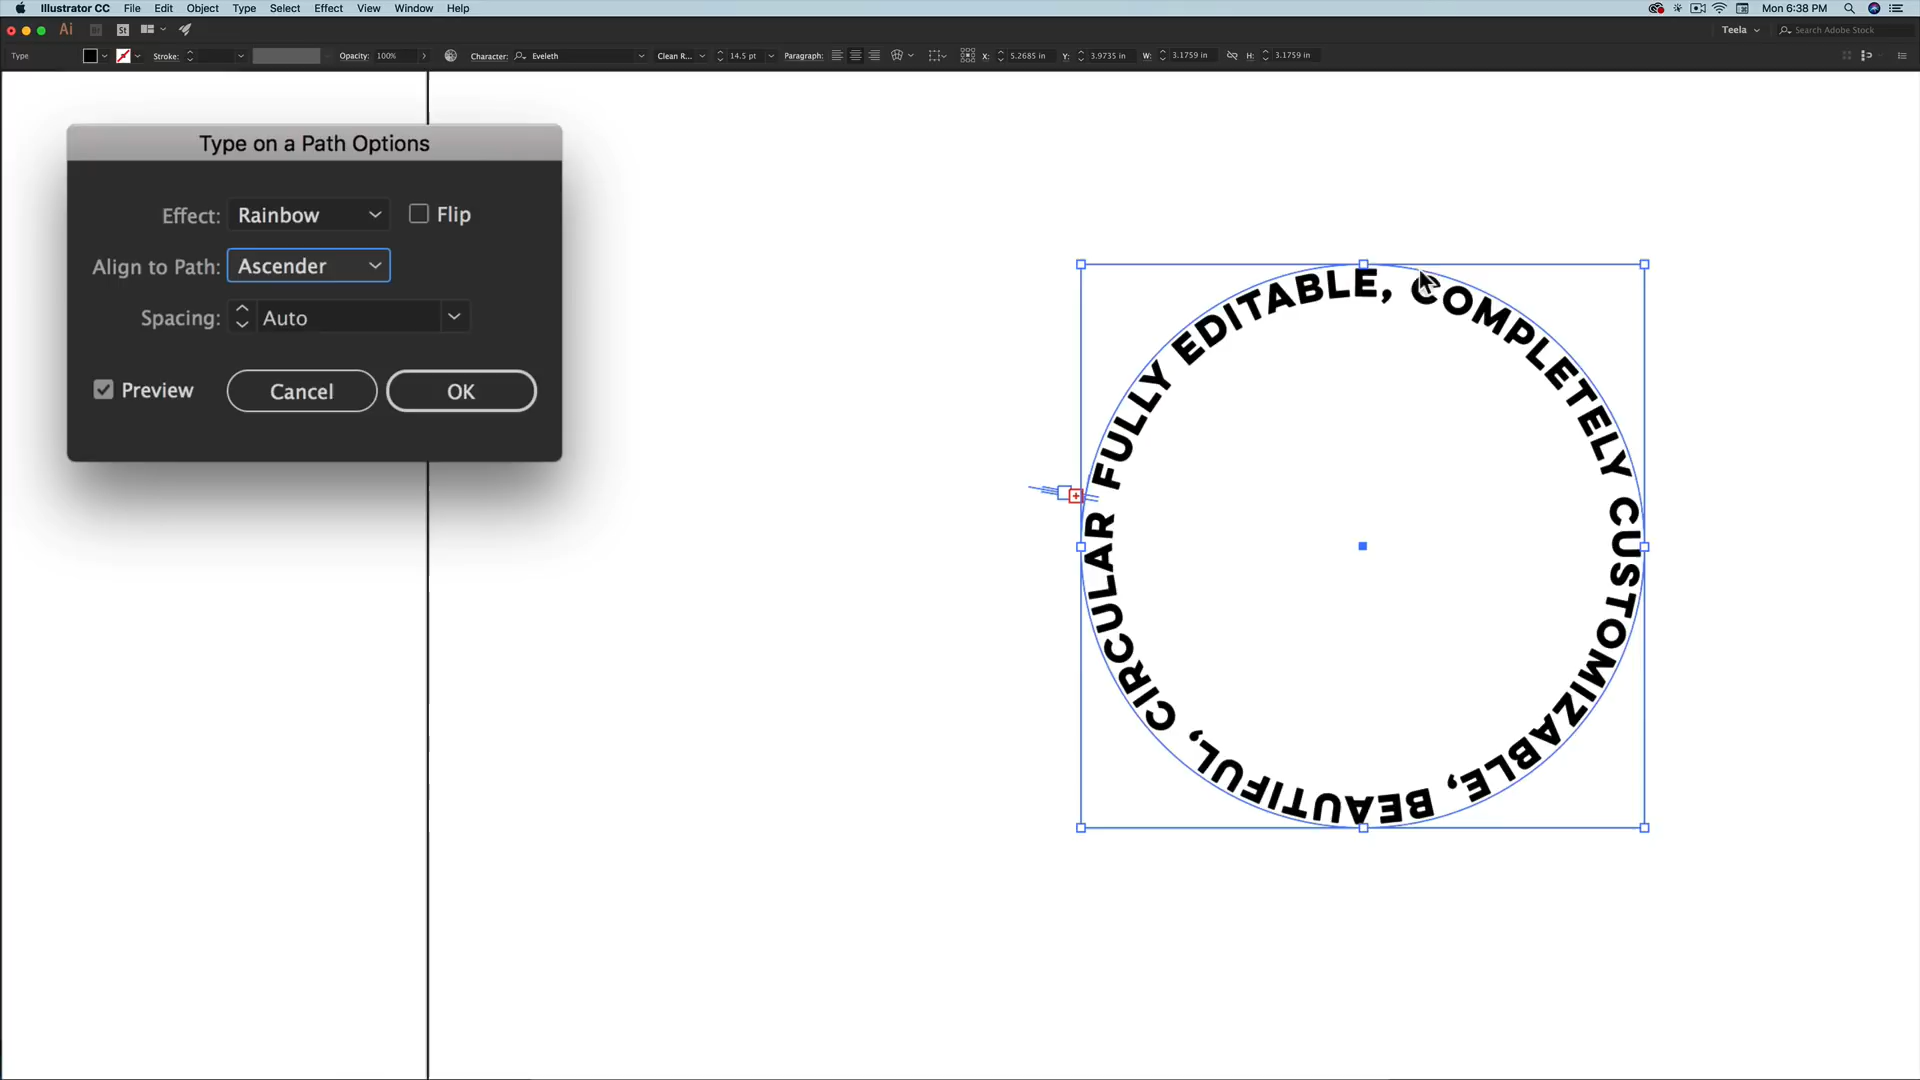 Illustrator CC File Edit Object Type Select Effect View Window Help Mon 6:38 PM
Ai Br St Teela Search Adobe Stock
Type Stroke: Opacity: 100% Character: Eveleth Clean R... 14.5 pt Paragraph: X: 5.2685 in Y: 3.9735 in W: 3.1759 in H: 3.1759 in
Type on a Path Options
Effect: Rainbow Flip
Align to Path: Ascender
Spacing: Auto
Preview Cancel OK
FULLY EDITABLE, COMPLETELY CUSTOMIZABLE, BEAUTIFUL, CIRCULAR